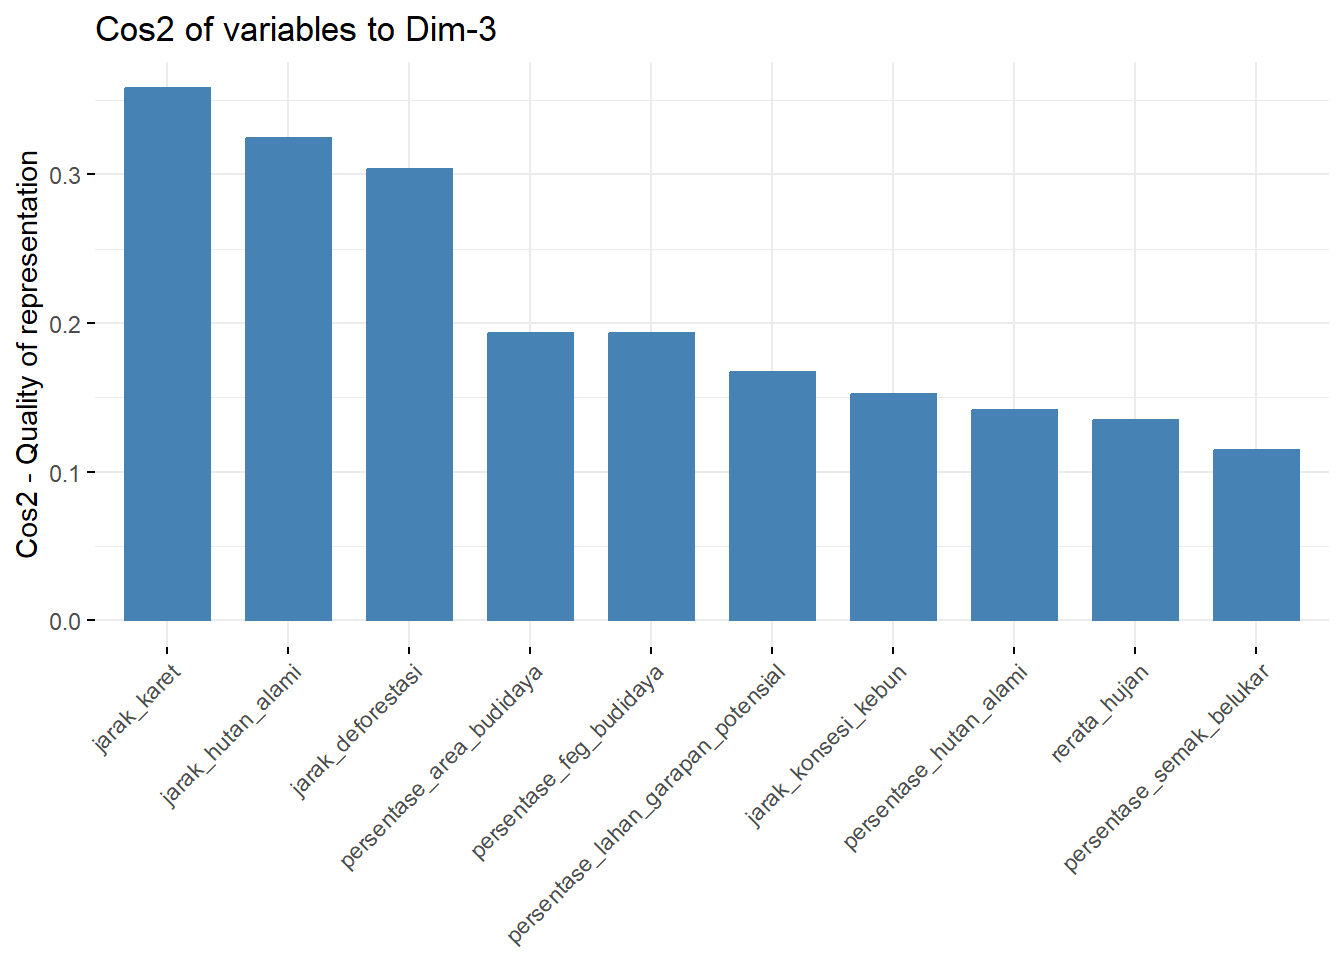 Cos2 of variables to Dim-3
Cos2 - Quality of representation
0.3
0.2
0.1
0.0
jarak_karet
jarak_hutan_alami
jarak_deforestasi
persentase_area_budidaya
persentase_feg_budidaya
persentase_lahan_garapan_potensial
jarak_konsesi_kebun
persentase_hutan_alami
rerata_hujan
persentase_semak_belukar